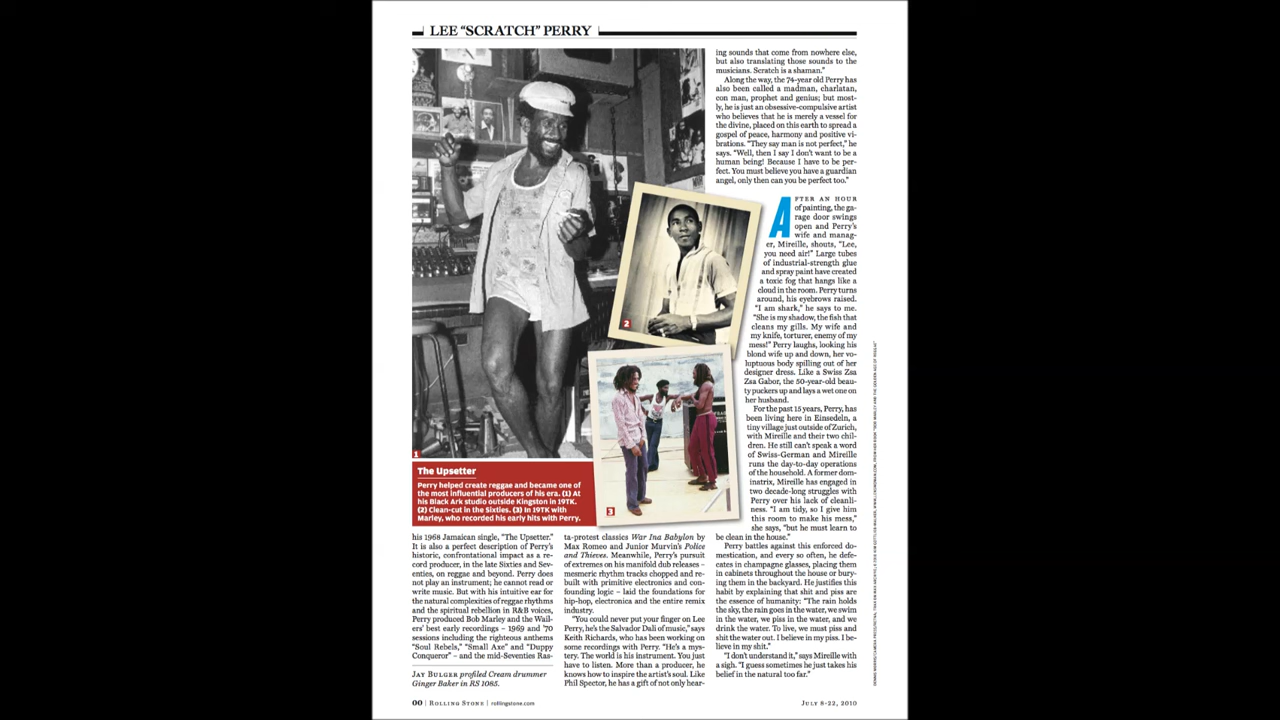 LEE "SCRATCH" PERRY
1
2
3
The Upsetter
Perry helped create reggae and became one of
the most influential producers of his era. (1) At
his Black Ark studio outside Kingston in 19TK.
(2) Clean-cut in the Sixties. (3) In 19TK with
Marley, who recorded his early hits with Perry.
his 1968 Jamaican single, "The Upsetter."
It is also a perfect description of Perry's
historic, confrontational impact as a re-
cord producer, in the late Sixties and Sev-
enties, on reggae and beyond. Perry does
not play an instrument; he cannot read or
write music. But with his intuitive ear for
the natural complexities of reggae rhythms
and the spiritual rebellion in R&B voices,
Perry produced Bob Marley and the Wail-
ers' best early recordings – 1969 and '70
sessions including the righteous anthems
"Soul Rebels," "Small Axe" and "Duppy
Conqueror" – and the mid-Seventies Ras-
JAY BULGER profiled Cream drummer
Ginger Baker in RS 1085.
ta-protest classics War Ina Babylon by
Max Romeo and Junior Murvin's Police
and Thieves. Meanwhile, Perry's pursuit
of extremes on his manifold dub releases –
mesmeric rhythm tracks chopped and re-
built with primitive electronics and con-
founding logic – laid the foundations for
hip-hop, electronica and the entire remix
industry.
"You could never put your finger on Lee
Perry, he's the Salvador Dali of music," says
Keith Richards, who has been working on
some recordings with Perry. "He's a mys-
tery. The world is his instrument. You just
have to listen. More than a producer, he
knows how to inspire the artist's soul. Like
Phil Spector, he has a gift of not only hear-
ing sounds that come from nowhere else,
but also translating those sounds to the
musicians. Scratch is a shaman."
Along the way, the 74-year old Perry has
also been called a madman, charlatan,
con man, prophet and genius; but most-
ly, he is just an obsessive-compulsive artist
who believes that he is merely a vessel for
the divine, placed on this earth to spread a
gospel of peace, harmony and positive vi-
brations. "They say man is not perfect," he
says. "Well, then I say I don't want to be a
human being! Because I have to be per-
fect. You must believe you have a guardian
angel, only then can you be perfect too."
AFTER AN HOUR
of painting, the ga-
rage door swings
open and Perry's
wife and manag-
er, Mireille, shouts, "Lee,
you need air!" Large tubes
of industrial-strength glue
and spray paint have created
a toxic fog that hangs like a
cloud in the room. Perry turns
around, his eyebrows raised.
"I am shark," he says to me.
"She is my shadow, the fish that
cleans my gills. My wife and
my knife, torturer, enemy of my
mess!" Perry laughs, looking his
blond wife up and down, her vo-
luptuous body spilling out of her
designer dress. Like a Swiss Zsa
Zsa Gabor, the 50-year-old beau-
ty puckers up and lays a wet one on
her husband.
For the past 15 years, Perry, has
been living here in Einsedeln, a
tiny village just outside of Zurich,
with Mireille and their two chil-
dren. He still can't speak a word
of Swiss-German and Mireille
runs the day-to-day operations
of the household. A former dom-
inatrix, Mireille has engaged in
two decade-long struggles with
Perry over his lack of cleanli-
ness. "I am tidy, so I give him
this room to make his mess,"
she says, "but he must learn to
be clean in the house."
Perry battles against this enforced do-
mestication, and every so often, he defe-
cates in champagne glasses, placing them
in cabinets throughout the house or bury-
ing them in the backyard. He justifies this
habit by explaining that shit and piss are
the essence of humanity: "The rain holds
the sky, the rain goes in the water, we swim
in the water, we piss in the water, and we
drink the water. To live, we must piss and
shit the water out. I believe in my piss. I be-
lieve in my shit."
"I don't understand it," says Mireille with
a sigh. "I guess sometimes he just takes his
belief in the natural too far."
00 | ROLLING STONE | rollingstone.com
JULY 8-22, 2010